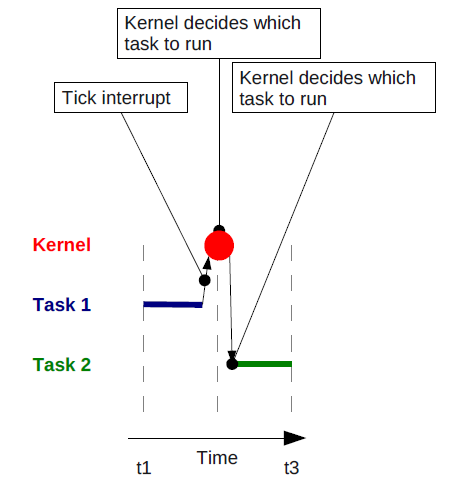 Kernel decides which
task to run
Kernel decides which
task to run
Tick interrupt
Kernel
Task 1
Task 2
Time
t1
t3